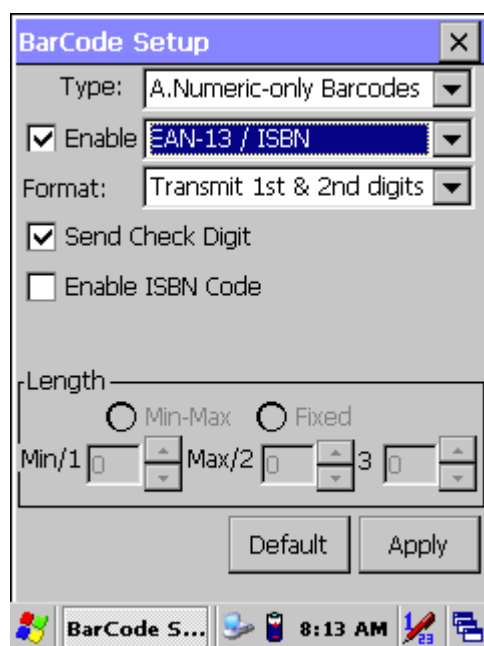 BarCode Setup
Type: A.Numeric-only Barcodes
Enable EAN-13 / ISBN
Format: Transmit 1st & 2nd digits
Send Check Digit
Enable ISBN Code
Length
Min-Max Fixed
Min/1 0 Max/2 0 3 0
Default Apply
BarCode S... 8:13 AM 1 23